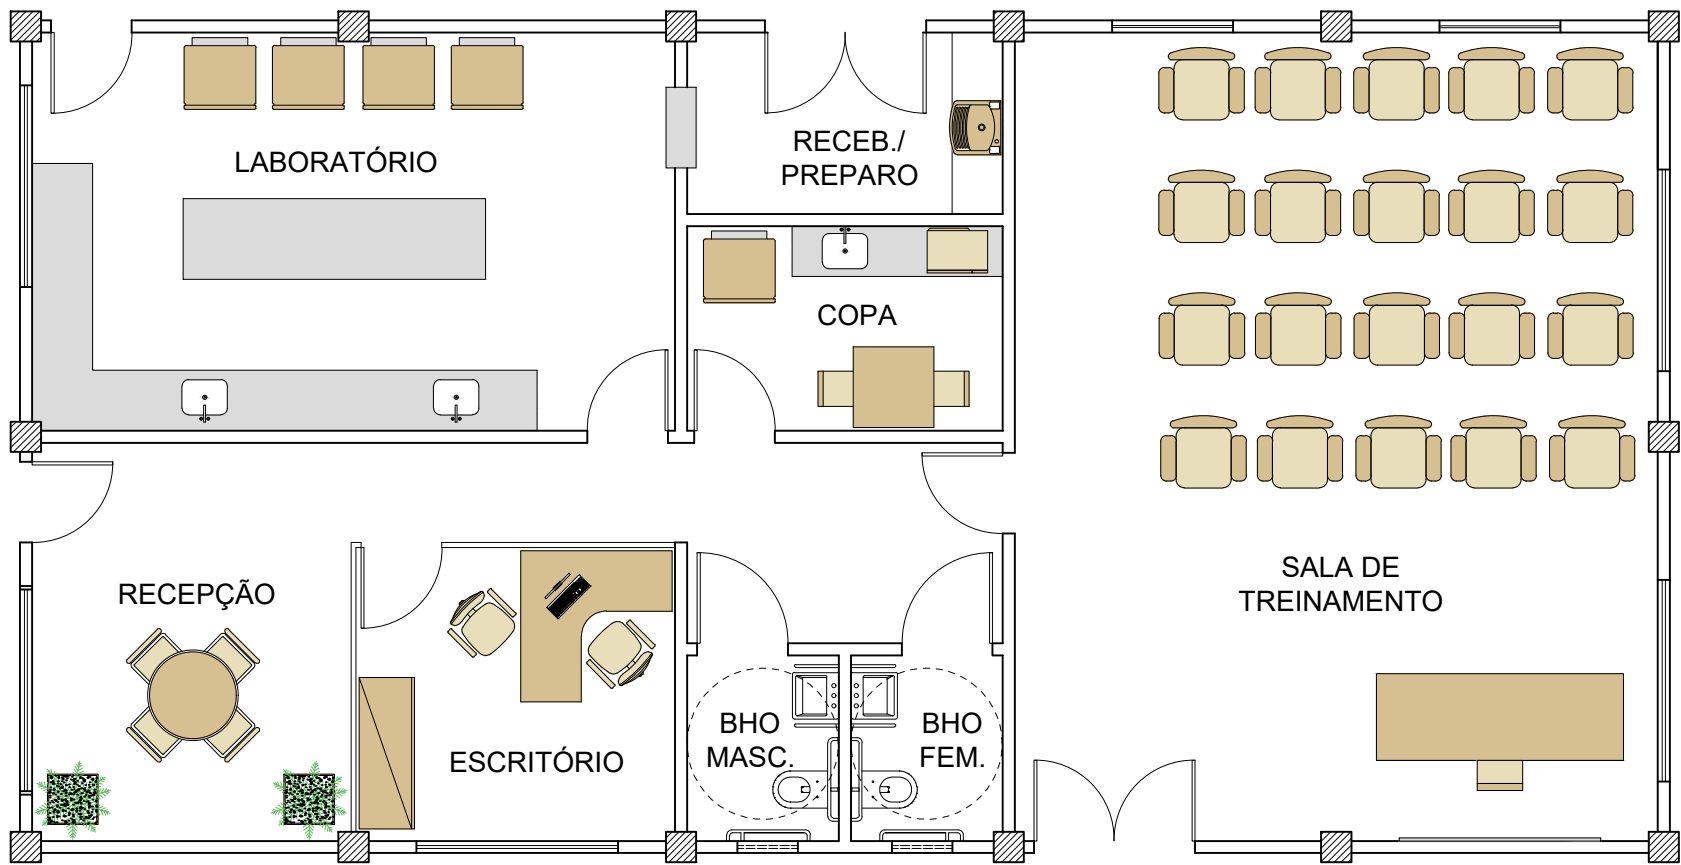 LABORATÓRIO
RECEB./
PREPARO
COPA
RECEPÇÃO
ESCRITÓRIO
BHO
MASC.
BHO
FEM.
SALA DE
TREINAMENTO